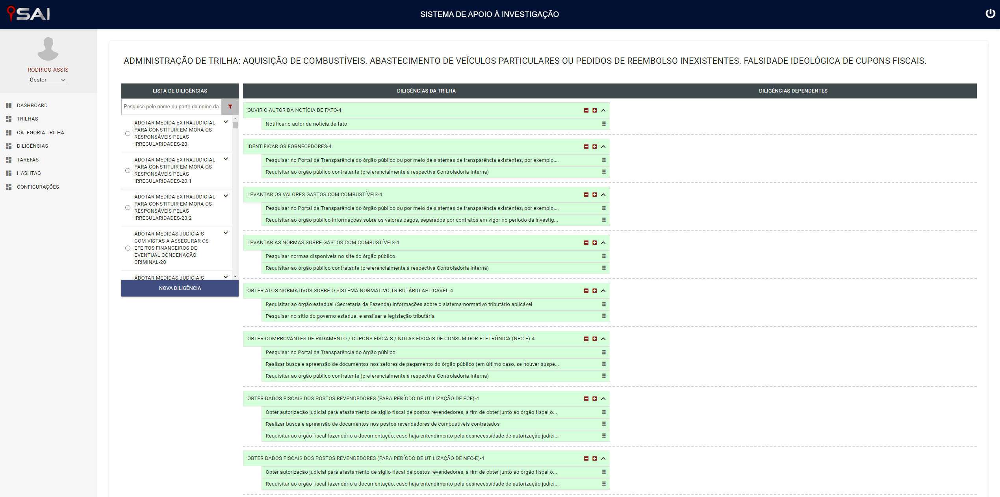 SAI
SISTEMA DE APOIO À INVESTIGAÇÃO
RODRIGO ASSIS
Gestor
DASHBOARD
TRILHAS
CATEGORIA TRILHA
DILIGÊNCIAS
TAREFAS
HASHTAG
CONFIGURAÇÕES
ADMINISTRAÇÃO DE TRILHA: AQUISIÇÃO DE COMBUSTÍVEIS. ABASTECIMENTO DE VEÍCULOS PARTICULARES OU PEDIDOS DE REEMBOLSO INEXISTENTES. FALSIDADE IDEOLÓGICA DE CUPONS FISCAIS.
LISTA DE DILIGÊNCIAS
Pesquise pelo nome ou parte do nome da
ADOTAR MEDIDA EXTRAJUDICIAL
PARA CONSTITUIR EM MORA OS
RESPONSÁVEIS PELAS
IRREGULARIDADES-20
ADOTAR MEDIDA EXTRAJUDICIAL
PARA CONSTITUIR EM MORA OS
RESPONSÁVEIS PELAS
IRREGULARIDADES-20.1
ADOTAR MEDIDA EXTRAJUDICIAL
PARA CONSTITUIR EM MORA OS
RESPONSÁVEIS PELAS
IRREGULARIDADES-20.2
ADOTAR MEDIDAS JUDICIAIS
COM VISTAS A ASSEGURAR OS
EFEITOS FINANCEIROS DE
EVENTUAL CONDENAÇÃO
CRIMINAL-20
ADOTAR MEDIDAS JUDICIAIS
NOVA DILIGÊNCIA
DILIGÊNCIAS DA TRILHA
DILIGÊNCIAS DEPENDENTES
OUVIR O AUTOR DA NOTÍCIA DE FATO-4
Notificar o autor da notícia de fato
IDENTIFICAR OS FORNECEDORES-4
Pesquisar no Portal da Transparência do órgão público ou por meio de sistemas de transparência existentes, por exemplo,...
Requisitar ao órgão público contratante (preferencialmente à respectiva Controladoria Interna)
LEVANTAR OS VALORES GASTOS COM COMBUSTÍVEIS-4
Pesquisar no Portal da Transparência do órgão público ou por meio de sistemas de transparência existentes, por exemplo,...
Requisitar ao órgão público informações sobre os valores pagos, separados por contratos em vigor no período da investig...
LEVANTAR AS NORMAS SOBRE GASTOS COM COMBUSTÍVEIS-4
Pesquisar normas disponíveis no site do órgão público
Requisitar ao órgão público contratante (preferencialmente à respectiva Controladoria Interna)
OBTER ATOS NORMATIVOS SOBRE O SISTEMA NORMATIVO TRIBUTÁRIO APLICÁVEL-4
Requisitar ao órgão estadual (Secretaria da Fazenda) informações sobre o sistema normativo tributário aplicável
Pesquisar no sítio do governo estadual e analisar a legislação tributária
OBTER COMPROVANTES DE PAGAMENTO / CUPONS FISCAIS / NOTAS FISCAIS DE CONSUMIDOR ELETRÔNICA (NFC-E)-4
Pesquisar no Portal da Transparência do órgão público
Realizar busca e apreensão de documentos nos setores de pagamento do órgão público (em último caso, se houver suspe...
Requisitar ao órgão público contratante (preferencialmente à respectiva Controladoria Interna)
OBTER DADOS FISCAIS DOS POSTOS REVENDEDORES (PARA PERÍODO DE UTILIZAÇÃO DE ECF)-4
Obter autorização judicial para afastamento de sigilo fiscal de postos revendedores, a fim de obter junto ao órgão fiscal o...
Realizar busca e apreensão de documentos nos postos revendedores de combustíveis contratados
Requisitar ao órgão fiscal fazendário a documentação, caso haja entendimento pela desnecessidade de autorização judici...
OBTER DADOS FISCAIS DOS POSTOS REVENDEDORES (PARA PERÍODO DE UTILIZAÇÃO DE NFC-E)-4
Obter autorização judicial para afastamento de sigilo fiscal de postos revendedores, a fim de obter junto ao órgão fiscal o...
Requisitar ao órgão fiscal fazendário a documentação, caso haja entendimento pela desnecessidade de autorização judici...